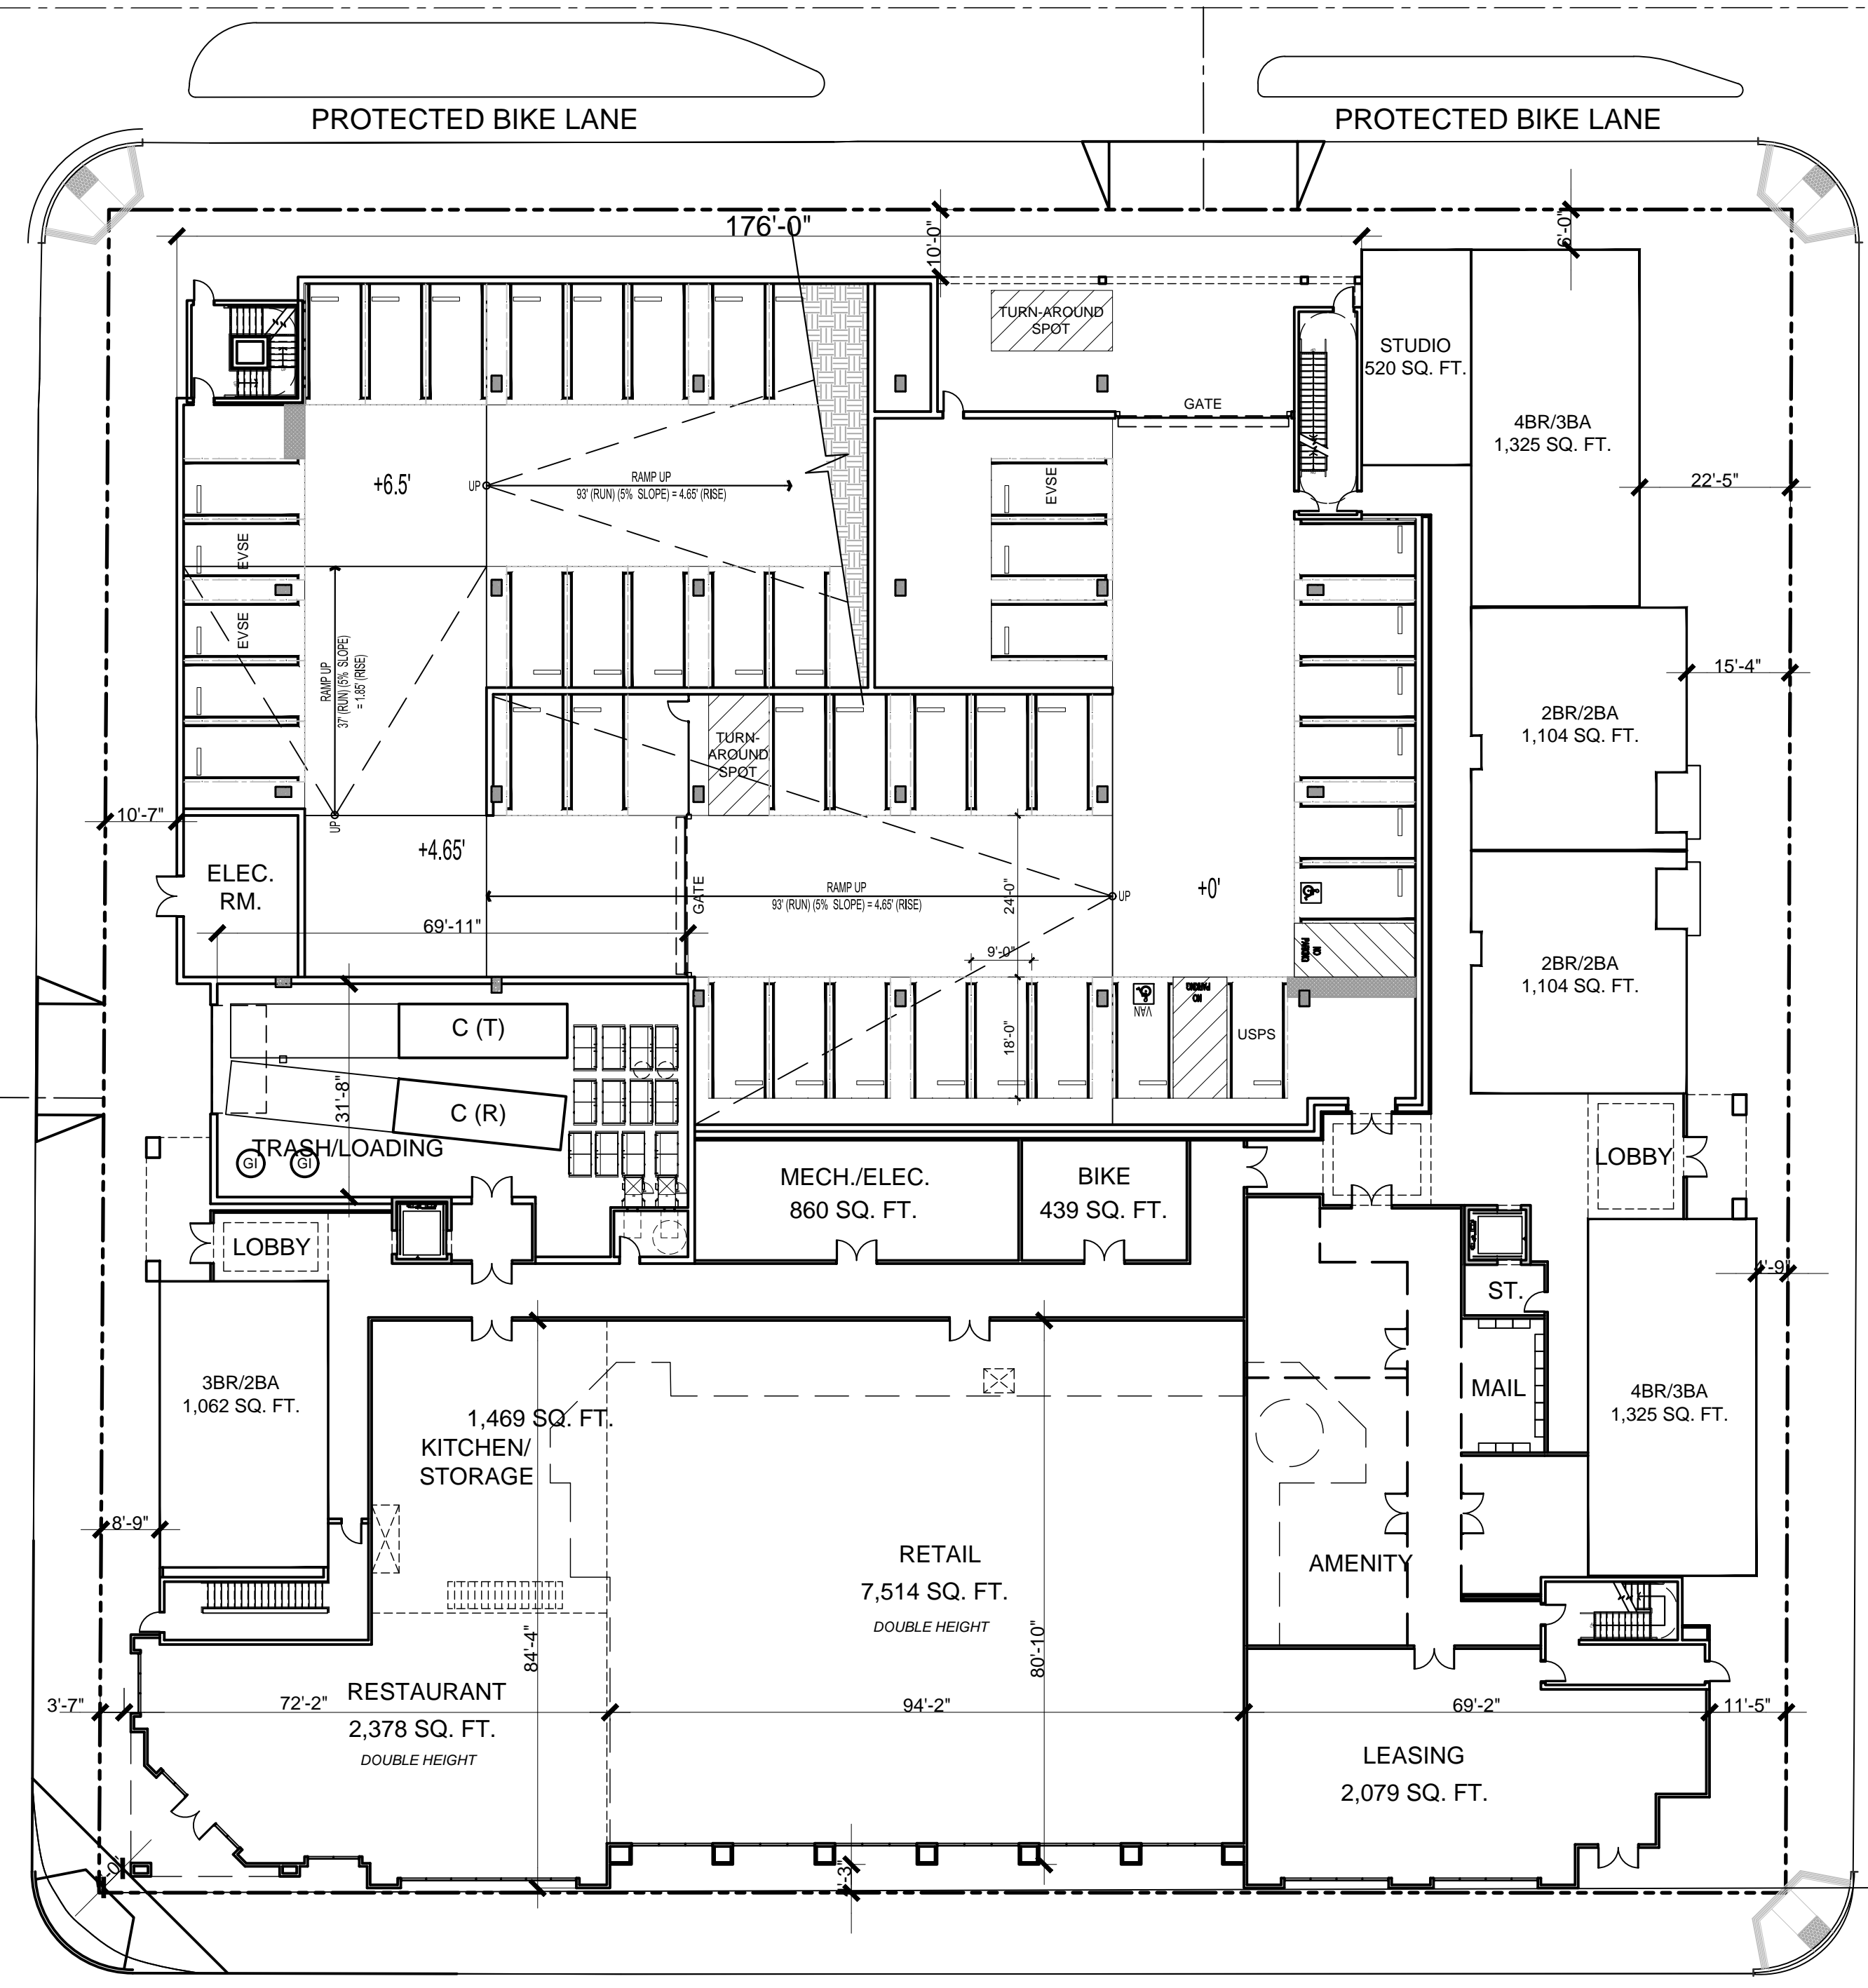 PROTECTED BIKE LANE
PROTECTED BIKE LANE
176'-0"
10'-0"
6'-0"
TURN-AROUND
SPOT
STUDIO
520 SQ. FT.
GATE
4BR/3BA
1,325 SQ. FT.
+6.5'
UP
RAMP UP
93' (RUN) (5% SLOPE) = 4.65' (RISE)
EVSE
22'-5"
EVSE
EVSE
RAMP UP
37' (RUN) (5% SLOPE)
= 1.85' (RISE)
15'-4"
2BR/2BA
1,104 SQ. FT.
TURN-
AROUND
SPOT
10'-7"
UP
+4.65'
ELEC.
RM.
GATE
RAMP UP
93' (RUN) (5% SLOPE) = 4.65' (RISE)
24'-0"
UP
+0'
69'-11"
9'-0"
NO
PARKING
2BR/2BA
1,104 SQ. FT.
C (T)
VAN
NO
PARKING
USPS
18'-0"
31'-8"
C (R)
TRASH/LOADING
GI
GI
MECH./ELEC.
860 SQ. FT.
BIKE
439 SQ. FT.
LOBBY
LOBBY
4'-9"
ST.
3BR/2BA
1,062 SQ. FT.
MAIL
4BR/3BA
1,325 SQ. FT.
1,469 SQ. FT.
KITCHEN/
STORAGE
8'-9"
RETAIL
7,514 SQ. FT.
DOUBLE HEIGHT
AMENITY
84'-4"
80'-10"
3'-7"
72'-2"
RESTAURANT
2,378 SQ. FT.
DOUBLE HEIGHT
94'-2"
69'-2"
11'-5"
LEASING
2,079 SQ. FT.